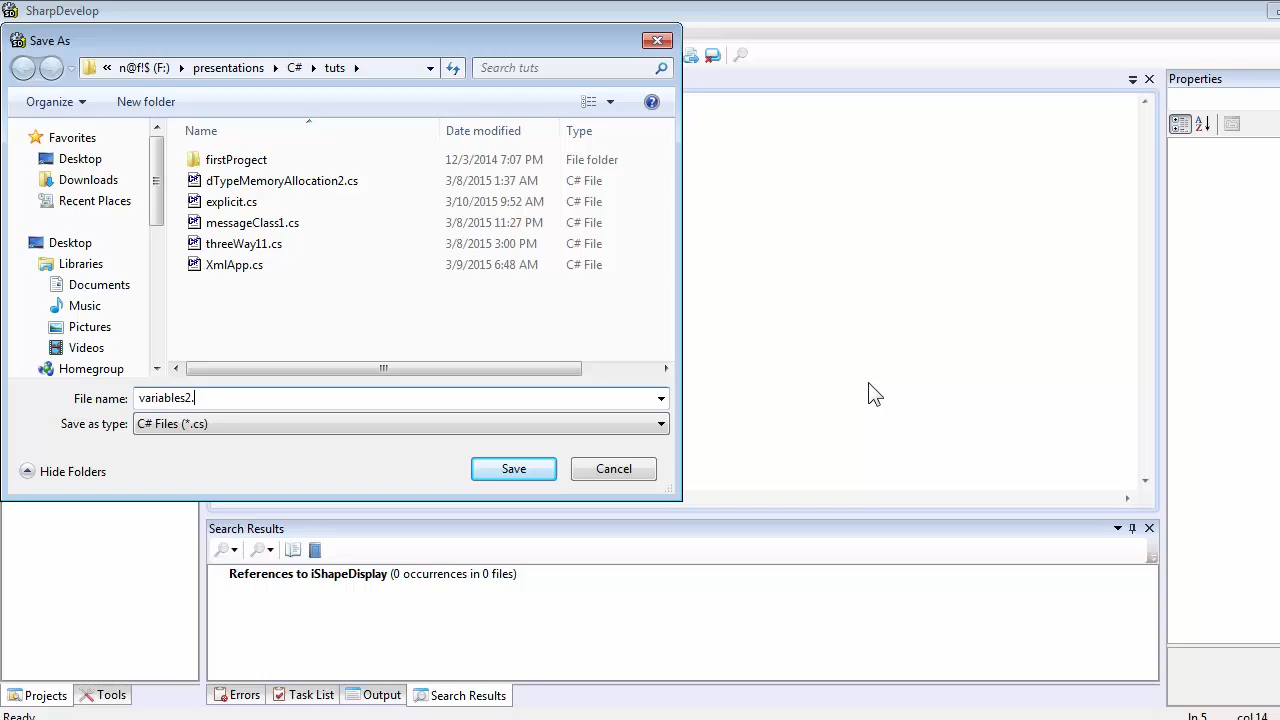 SharpDevelop
Save As
n@f!$ (F:) presentations C# tuts
Search tuts
Organize New folder
Favorites
Desktop
Downloads
Recent Places
Desktop
Libraries
Documents
Music
Pictures
Videos
Homegroup
Name Date modified Type
firstProgect 12/3/2014 7:07 PM File folder
dTypeMemoryAllocation2.cs 3/8/2015 1:37 AM C# File
explicit.cs 3/10/2015 9:52 AM C# File
messageClass1.cs 3/8/2015 11:27 PM C# File
threeWay11.cs 3/8/2015 3:00 PM C# File
XmlApp.cs 3/9/2015 6:48 AM C# File
File name: variables2.
Save as type: C# Files (*.cs)
Hide Folders
Save
Cancel
Properties
Search Results
References to iShapeDisplay (0 occurrences in 0 files)
Projects Tools
Errors Task List Output Search Results
Ready
ln 5 col 14